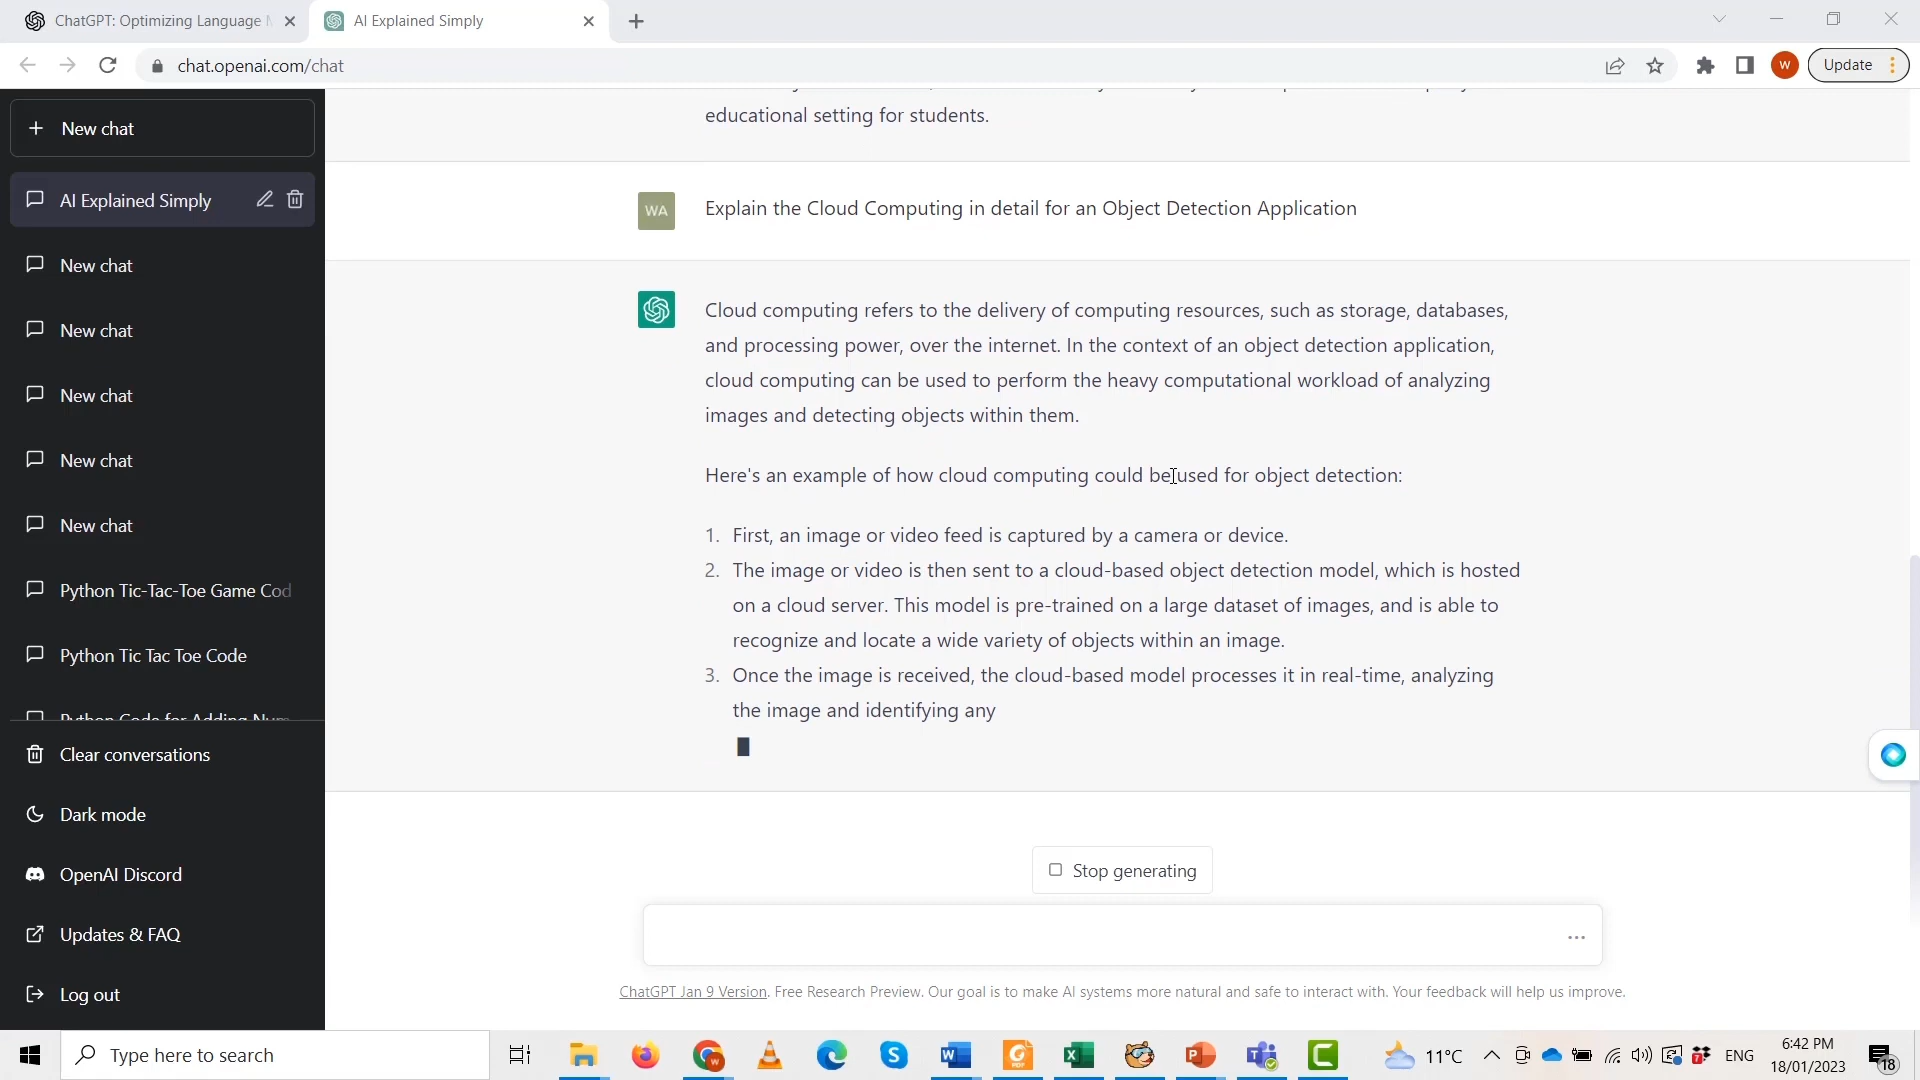 ChatGPT: Optimizing Language
AI Explained Simply
chat.openai.com/chat
W
Update
New chat
AI Explained Simply
New chat
New chat
New chat
New chat
New chat
Python Tic-Tac-Toe Game Cod
Python Tic Tac Toe Code
Python Code for Adding Num
Clear conversations
Dark mode
OpenAI Discord
Updates & FAQ
Log out
educational setting for students.
WA
Explain the Cloud Computing in detail for an Object Detection Application
Cloud computing refers to the delivery of computing resources, such as storage, databases,
and processing power, over the internet. In the context of an object detection application,
cloud computing can be used to perform the heavy computational workload of analyzing
images and detecting objects within them.
Here's an example of how cloud computing could be used for object detection:
1. First, an image or video feed is captured by a camera or device.
2. The image or video is then sent to a cloud-based object detection model, which is hosted
on a cloud server. This model is pre-trained on a large dataset of images, and is able to
recognize and locate a wide variety of objects within an image.
3. Once the image is received, the cloud-based model processes it in real-time, analyzing
the image and identifying any
Stop generating
ChatGPT Jan 9 Version. Free Research Preview. Our goal is to make AI systems more natural and safe to interact with. Your feedback will help us improve.
Type here to search
11°C
ENG
6:42 PM
18/01/2023
18